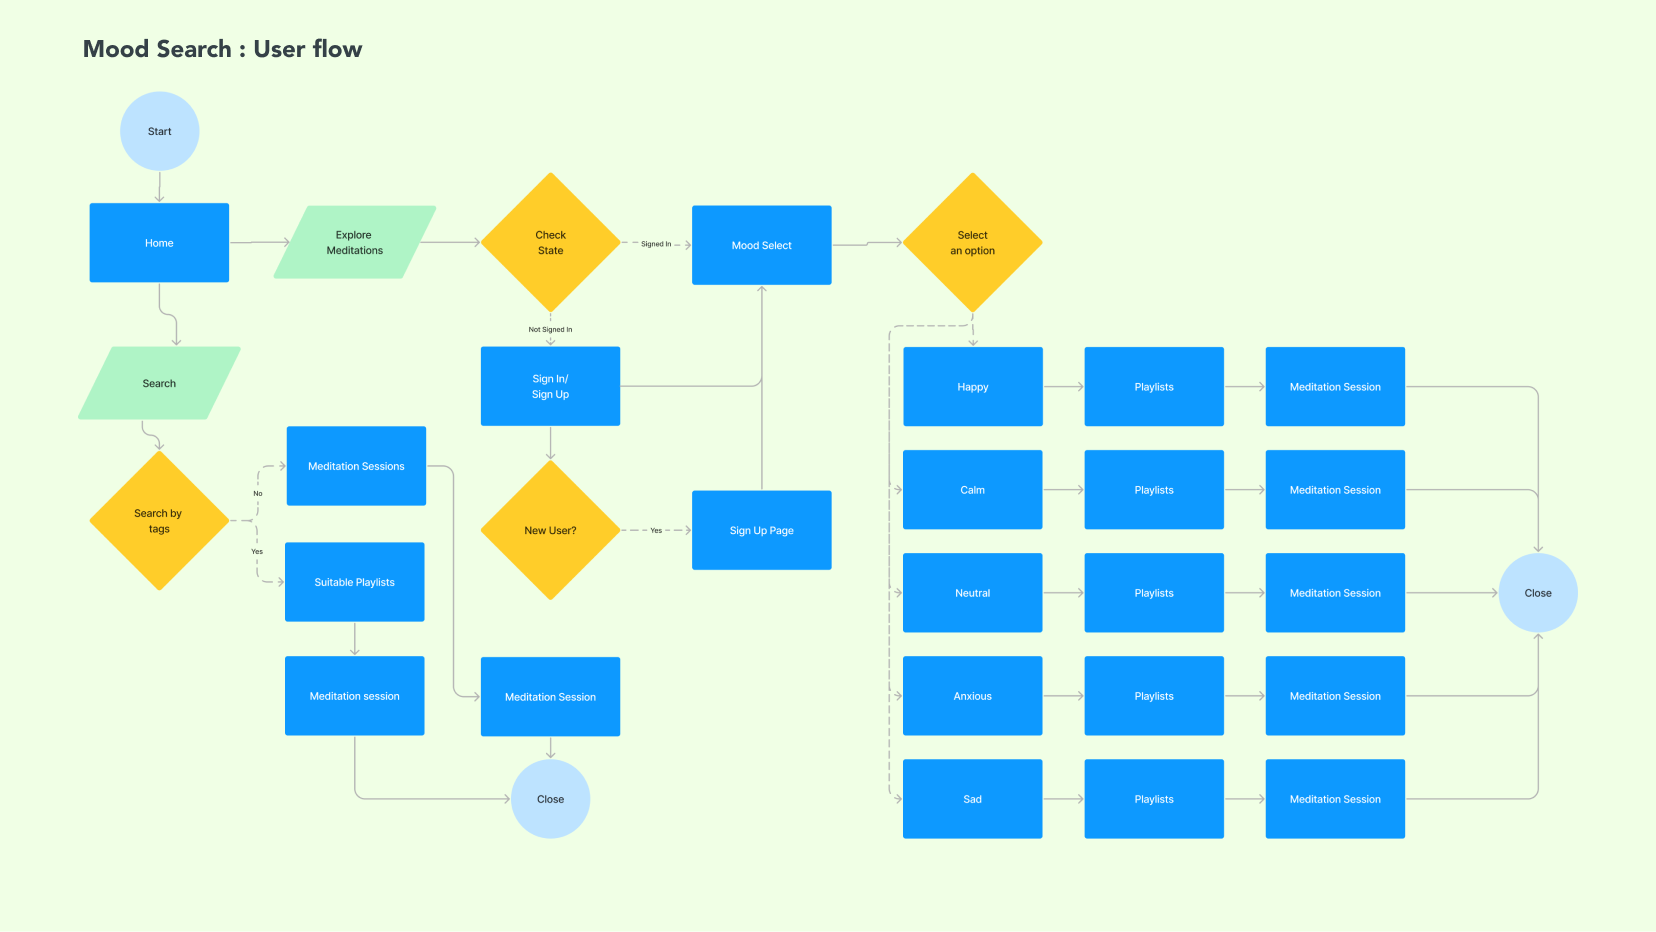 Mood Search : User flow
Start
Home
Explore
Meditations
Check
State
Signed In
Mood Select
Select
an option
Not Signed In
Search
Sign In/
Sign Up
Happy
Playlists
Meditation Session
Search by
tags
No
Yes
Meditation Sessions
Suitable Playlists
New User?
Yes
Sign Up Page
Calm
Playlists
Meditation Session
Neutral
Playlists
Meditation Session
Close
Meditation session
Meditation Session
Anxious
Playlists
Meditation Session
Close
Sad
Playlists
Meditation Session